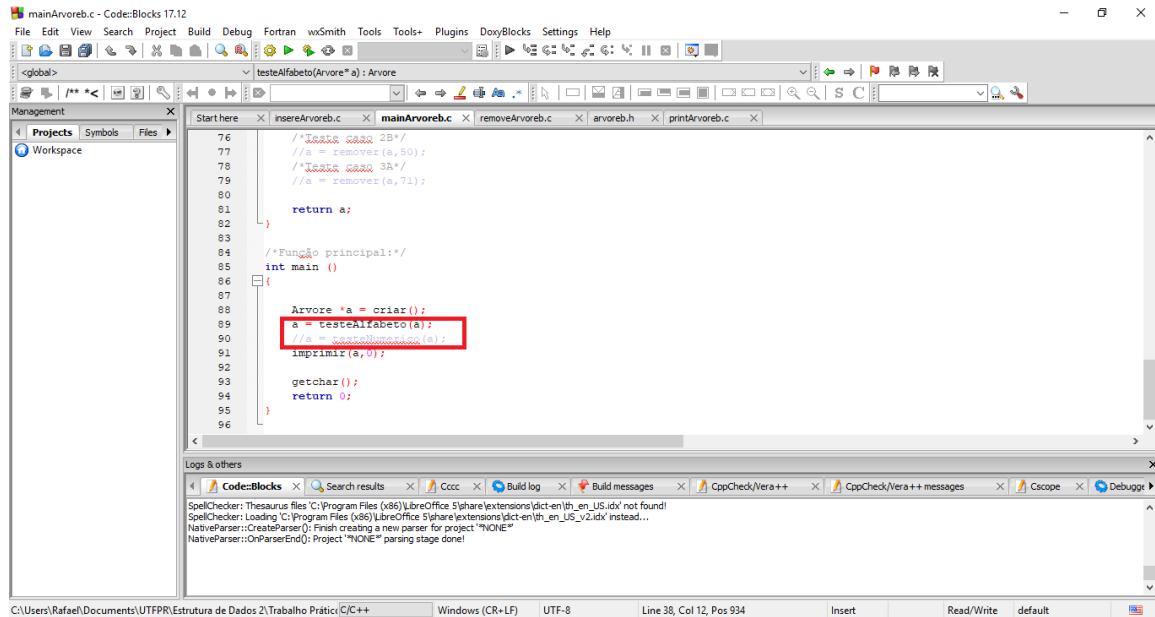 mainArvoreb.c - Code::Blocks 17.12
File Edit View Search Project Build Debug Fortran wxSmith Tools Tools+ Plugins DoxyBlocks Settings Help
<global> testeAlfabeto(Arvore* a) : Arvore
/** *< .* S C
Management
Projects Symbols Files
Workspace
Start here insereArvoreb.c mainArvoreb.c removeArvoreb.c arvoreb.h printArvoreb.c
76 /*Teste caso 2B*/
77 //a = remover(a,50);
78 /*Teste caso 3A*/
79 //a = remover(a,71);
80
81 return a;
82 }
83
84 /*Função principal:*/
85 int main ()
86 {
87
88 Arvore *a = criar();
89 a = testeAlfabeto(a);
90 //a = testeNumerico(a);
91 imprimir(a,0);
92
93 getchar();
94 return 0;
95 }
96
Logs & others
Code::Blocks Search results Cccc Build log Build messages CppCheck/Vera++ CppCheck/Vera++ messages Cscope Debugge
SpellChecker: Thesaurus files 'C:\Program Files (x86)\LibreOffice 5\share\extensions\dict-en\th_en_US.idx' not found!
SpellChecker: Loading 'C:\Program Files (x86)\LibreOffice 5\share\extensions\dict-en\th_en_US_v2.idx' instead...
NativeParser::CreateParser(): Finish creating a new parser for project '*NONE*'
NativeParser::OnParserEnd(): Project '*NONE*' parsing stage done!
C:\Users\Rafael\Documents\UTFPR\Estrutura de Dados 2\Trabalho Prátic C/C++ Windows (CR+LF) UTF-8 Line 38, Col 12, Pos 934 Insert Read/Write default